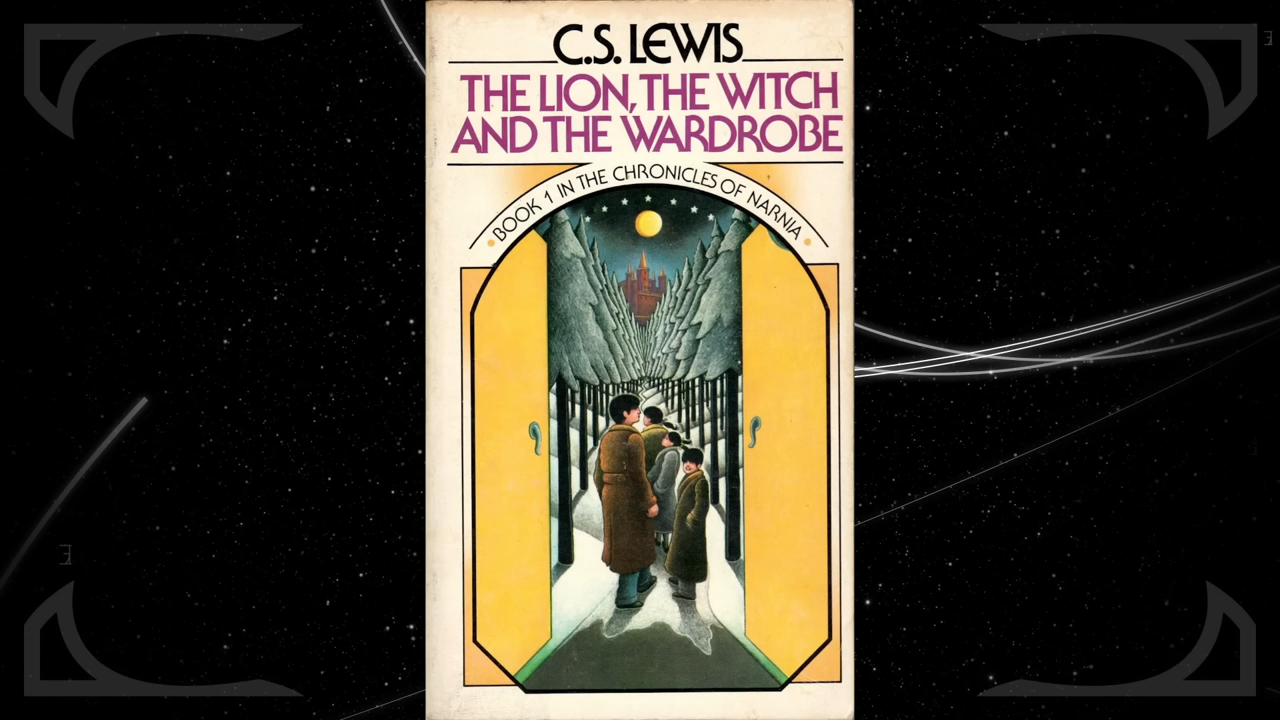 C.S. LEWIS
THE LION, THE WITCH
AND THE WARDROBE
• BOOK 1 IN THE CHRONICLES OF NARNIA •